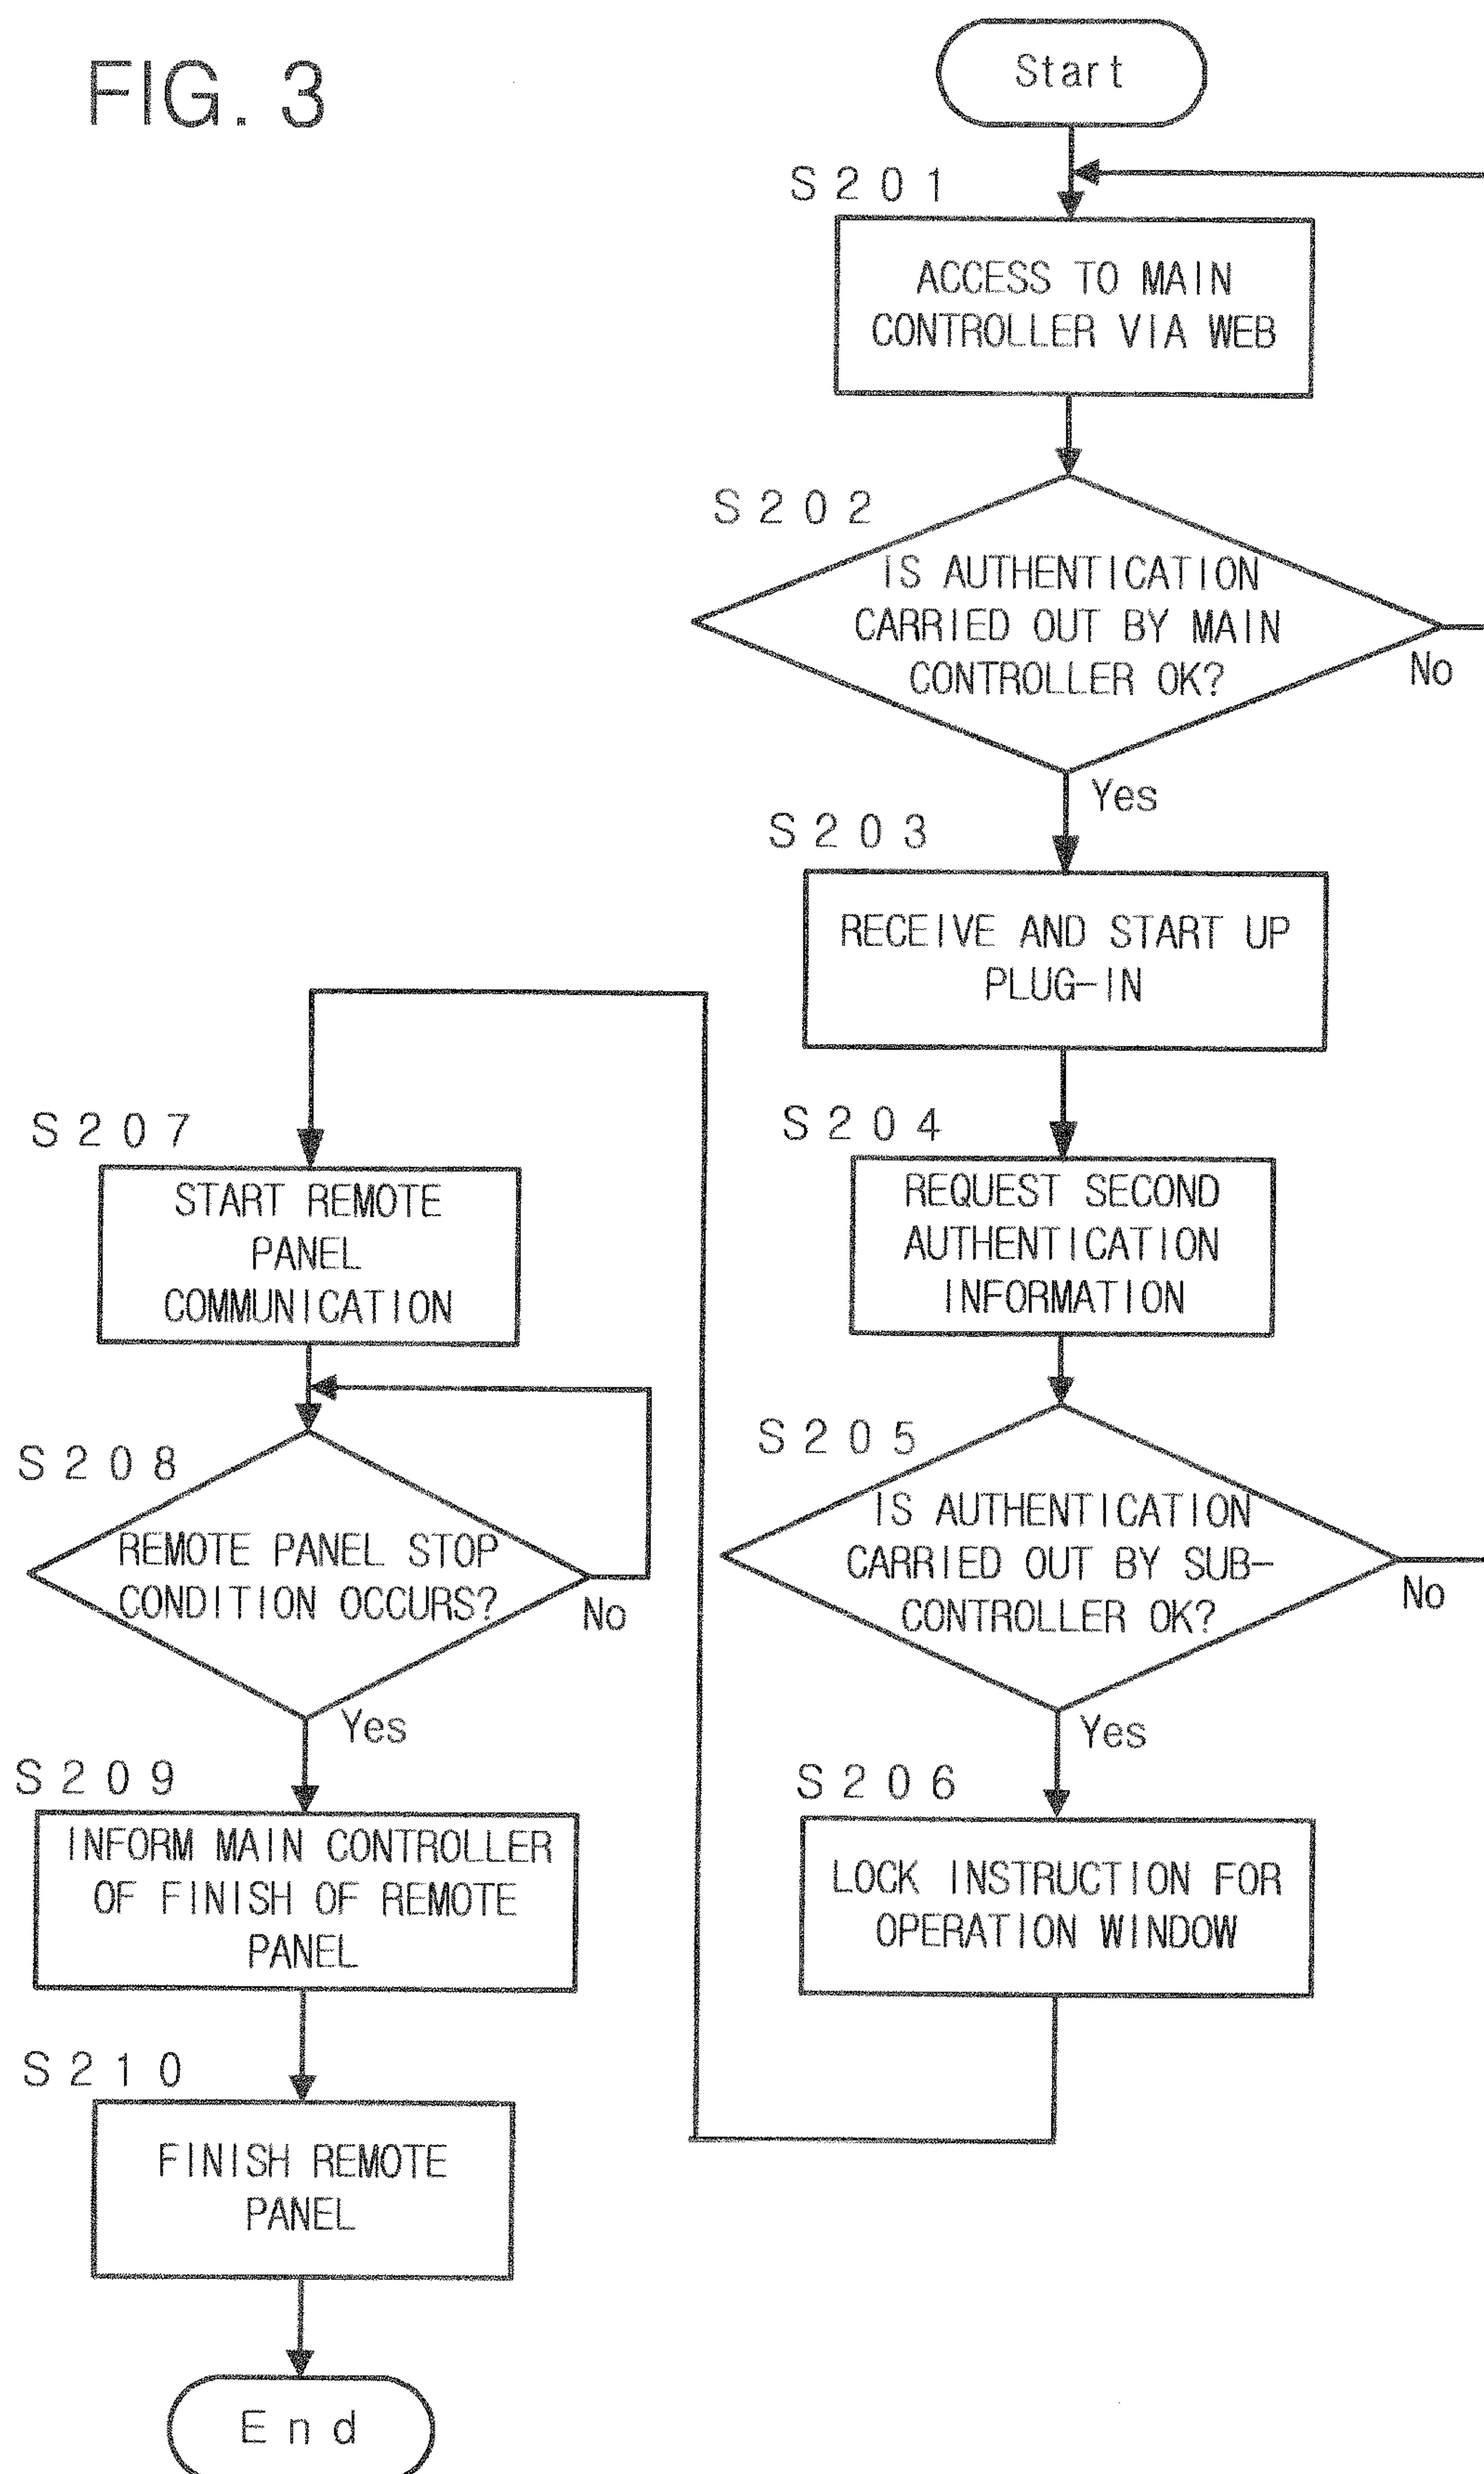 FIG. 3
Start
S201
ACCESS TO MAIN
CONTROLLER VIA WEB
S202
IS AUTHENTICATION
CARRIED OUT BY MAIN
CONTROLLER OK?
No
Yes
S203
RECEIVE AND START UP
PLUG-IN
S204
REQUEST SECOND
AUTHENTICATION
INFORMATION
S205
IS AUTHENTICATION
CARRIED OUT BY SUB-
CONTROLLER OK?
No
Yes
S206
LOCK INSTRUCTION FOR
OPERATION WINDOW
S207
START REMOTE
PANEL
COMMUNICATION
S208
REMOTE PANEL STOP
CONDITION OCCURS?
No
Yes
S209
INFORM MAIN CONTROLLER
OF FINISH OF REMOTE
PANEL
S210
FINISH REMOTE
PANEL
End